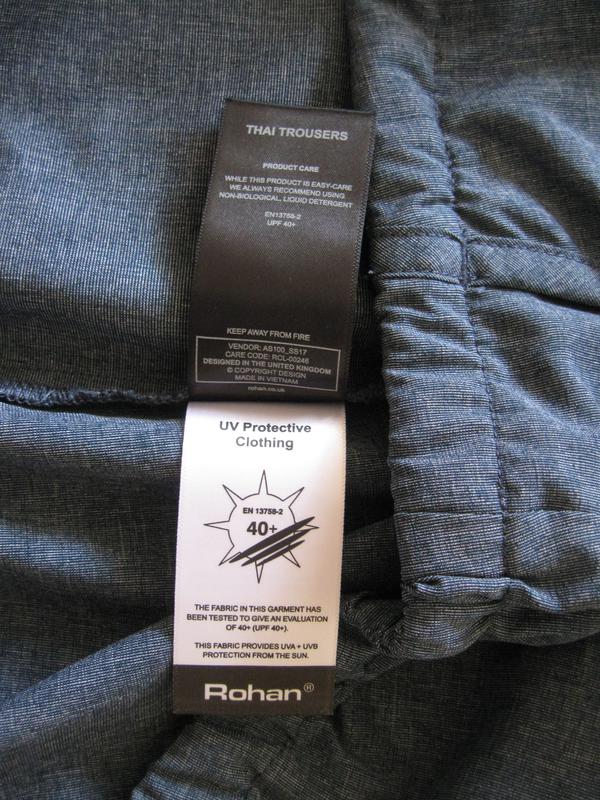 THAI TROUSERS
PRODUCT CARE
WHILE THIS PRODUCT IS EASY-CARE
WE ALWAYS RECOMMEND USING
NON-BIOLOGICAL, LIQUID DETERGENT
EN13758-2
UPF 40+
KEEP AWAY FROM FIRE
VENDOR: AS100_SS17
CARE CODE: RCL-00246
DESIGNED IN THE UNITED KINGDOM
© COPYRIGHT DESIGN
MADE IN VIETNAM
rohan.co.uk
UV Protective
Clothing
EN 13758-2
40+
THE FABRIC IN THIS GARMENT HAS
BEEN TESTED TO GIVE AN EVALUATION
OF 40+ (UPF 40+).
THIS FABRIC PROVIDES UVA + UVB
PROTECTION FROM THE SUN.
Rohan®